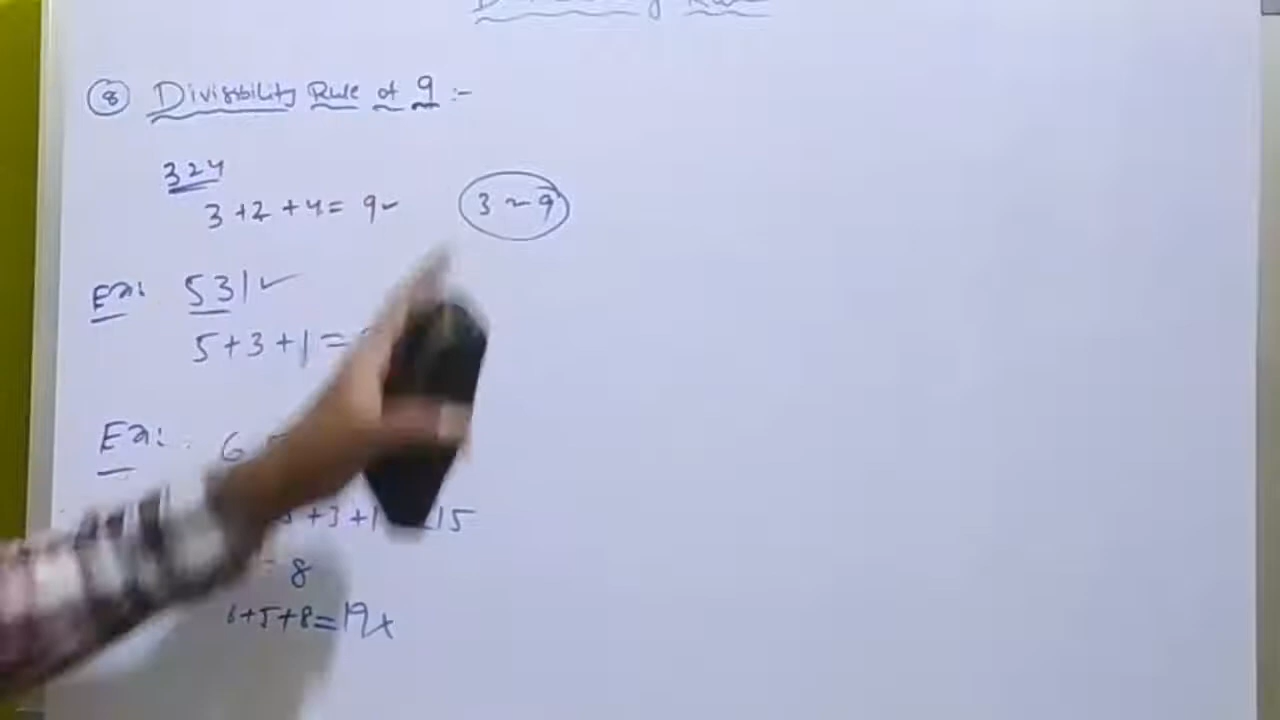 ⑧ Divisibility Rule of 9 :-
324
3+2+4= 9✓
3 ~ 9
Ex: 531✓
5+3+1=
Ex: 6
+3+1 15
= 8
6+5+8=19x